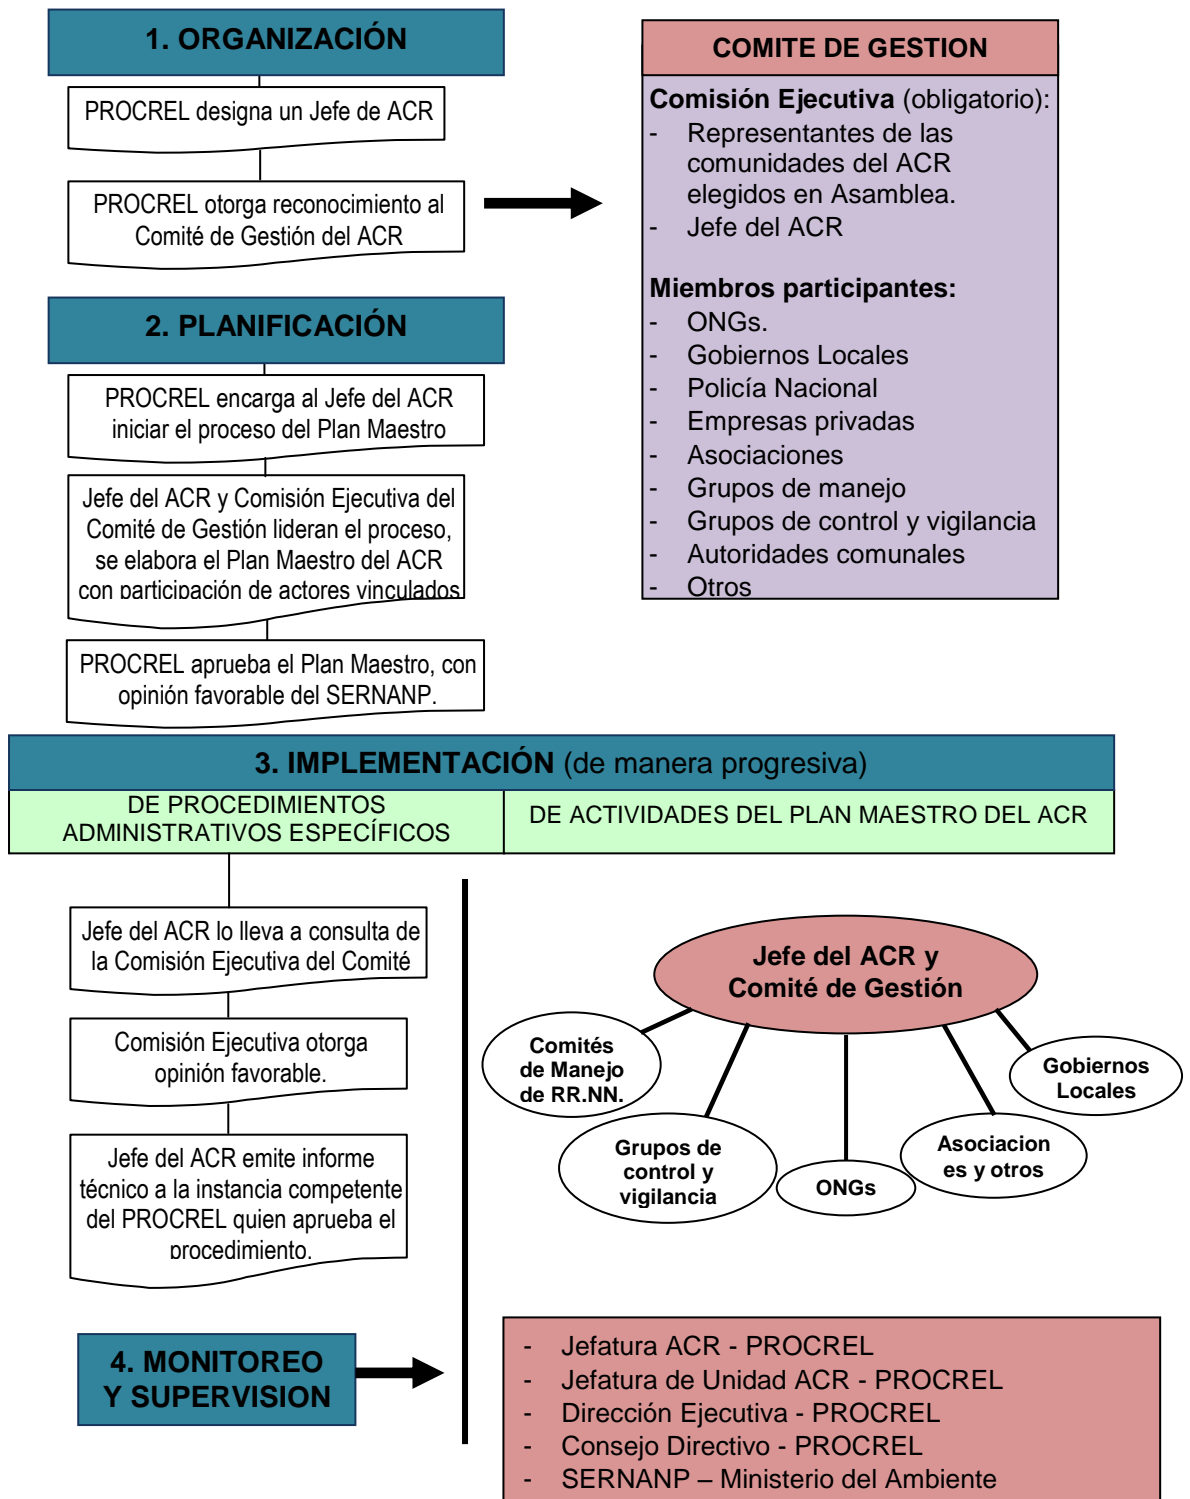 1. ORGANIZACIÓN
PROCREL designa un Jefe de ACR
PROCREL otorga reconocimiento al
Comité de Gestión del ACR
COMITE DE GESTION
Comisión Ejecutiva (obligatorio):
- Representantes de las
comunidades del ACR
elegidos en Asamblea.
- Jefe del ACR
Miembros participantes:
- ONGs.
- Gobiernos Locales
- Policía Nacional
- Empresas privadas
- Asociaciones
- Grupos de manejo
- Grupos de control y vigilancia
- Autoridades comunales
- Otros
2. PLANIFICACIÓN
PROCREL encarga al Jefe del ACR
iniciar el proceso del Plan Maestro
Jefe del ACR y Comisión Ejecutiva del
Comité de Gestión lideran el proceso,
se elabora el Plan Maestro del ACR
con participación de actores vinculados
PROCREL aprueba el Plan Maestro, con
opinión favorable del SERNANP.
3. IMPLEMENTACIÓN (de manera progresiva)
DE PROCEDIMIENTOS
ADMINISTRATIVOS ESPECÍFICOS
DE ACTIVIDADES DEL PLAN MAESTRO DEL ACR
Jefe del ACR lo lleva a consulta de
la Comisión Ejecutiva del Comité
Comisión Ejecutiva otorga
opinión favorable.
Jefe del ACR emite informe
técnico a la instancia competente
del PROCREL quien aprueba el
procedimiento.
Jefe del ACR y
Comité de Gestión
Comités
de Manejo
de RR.NN.
Grupos de
control y
vigilancia
ONGs
Asociacion
es y otros
Gobiernos
Locales
4. MONITOREO
Y SUPERVISION
- Jefatura ACR - PROCREL
- Jefatura de Unidad ACR - PROCREL
- Dirección Ejecutiva - PROCREL
- Consejo Directivo - PROCREL
- SERNANP – Ministerio del Ambiente